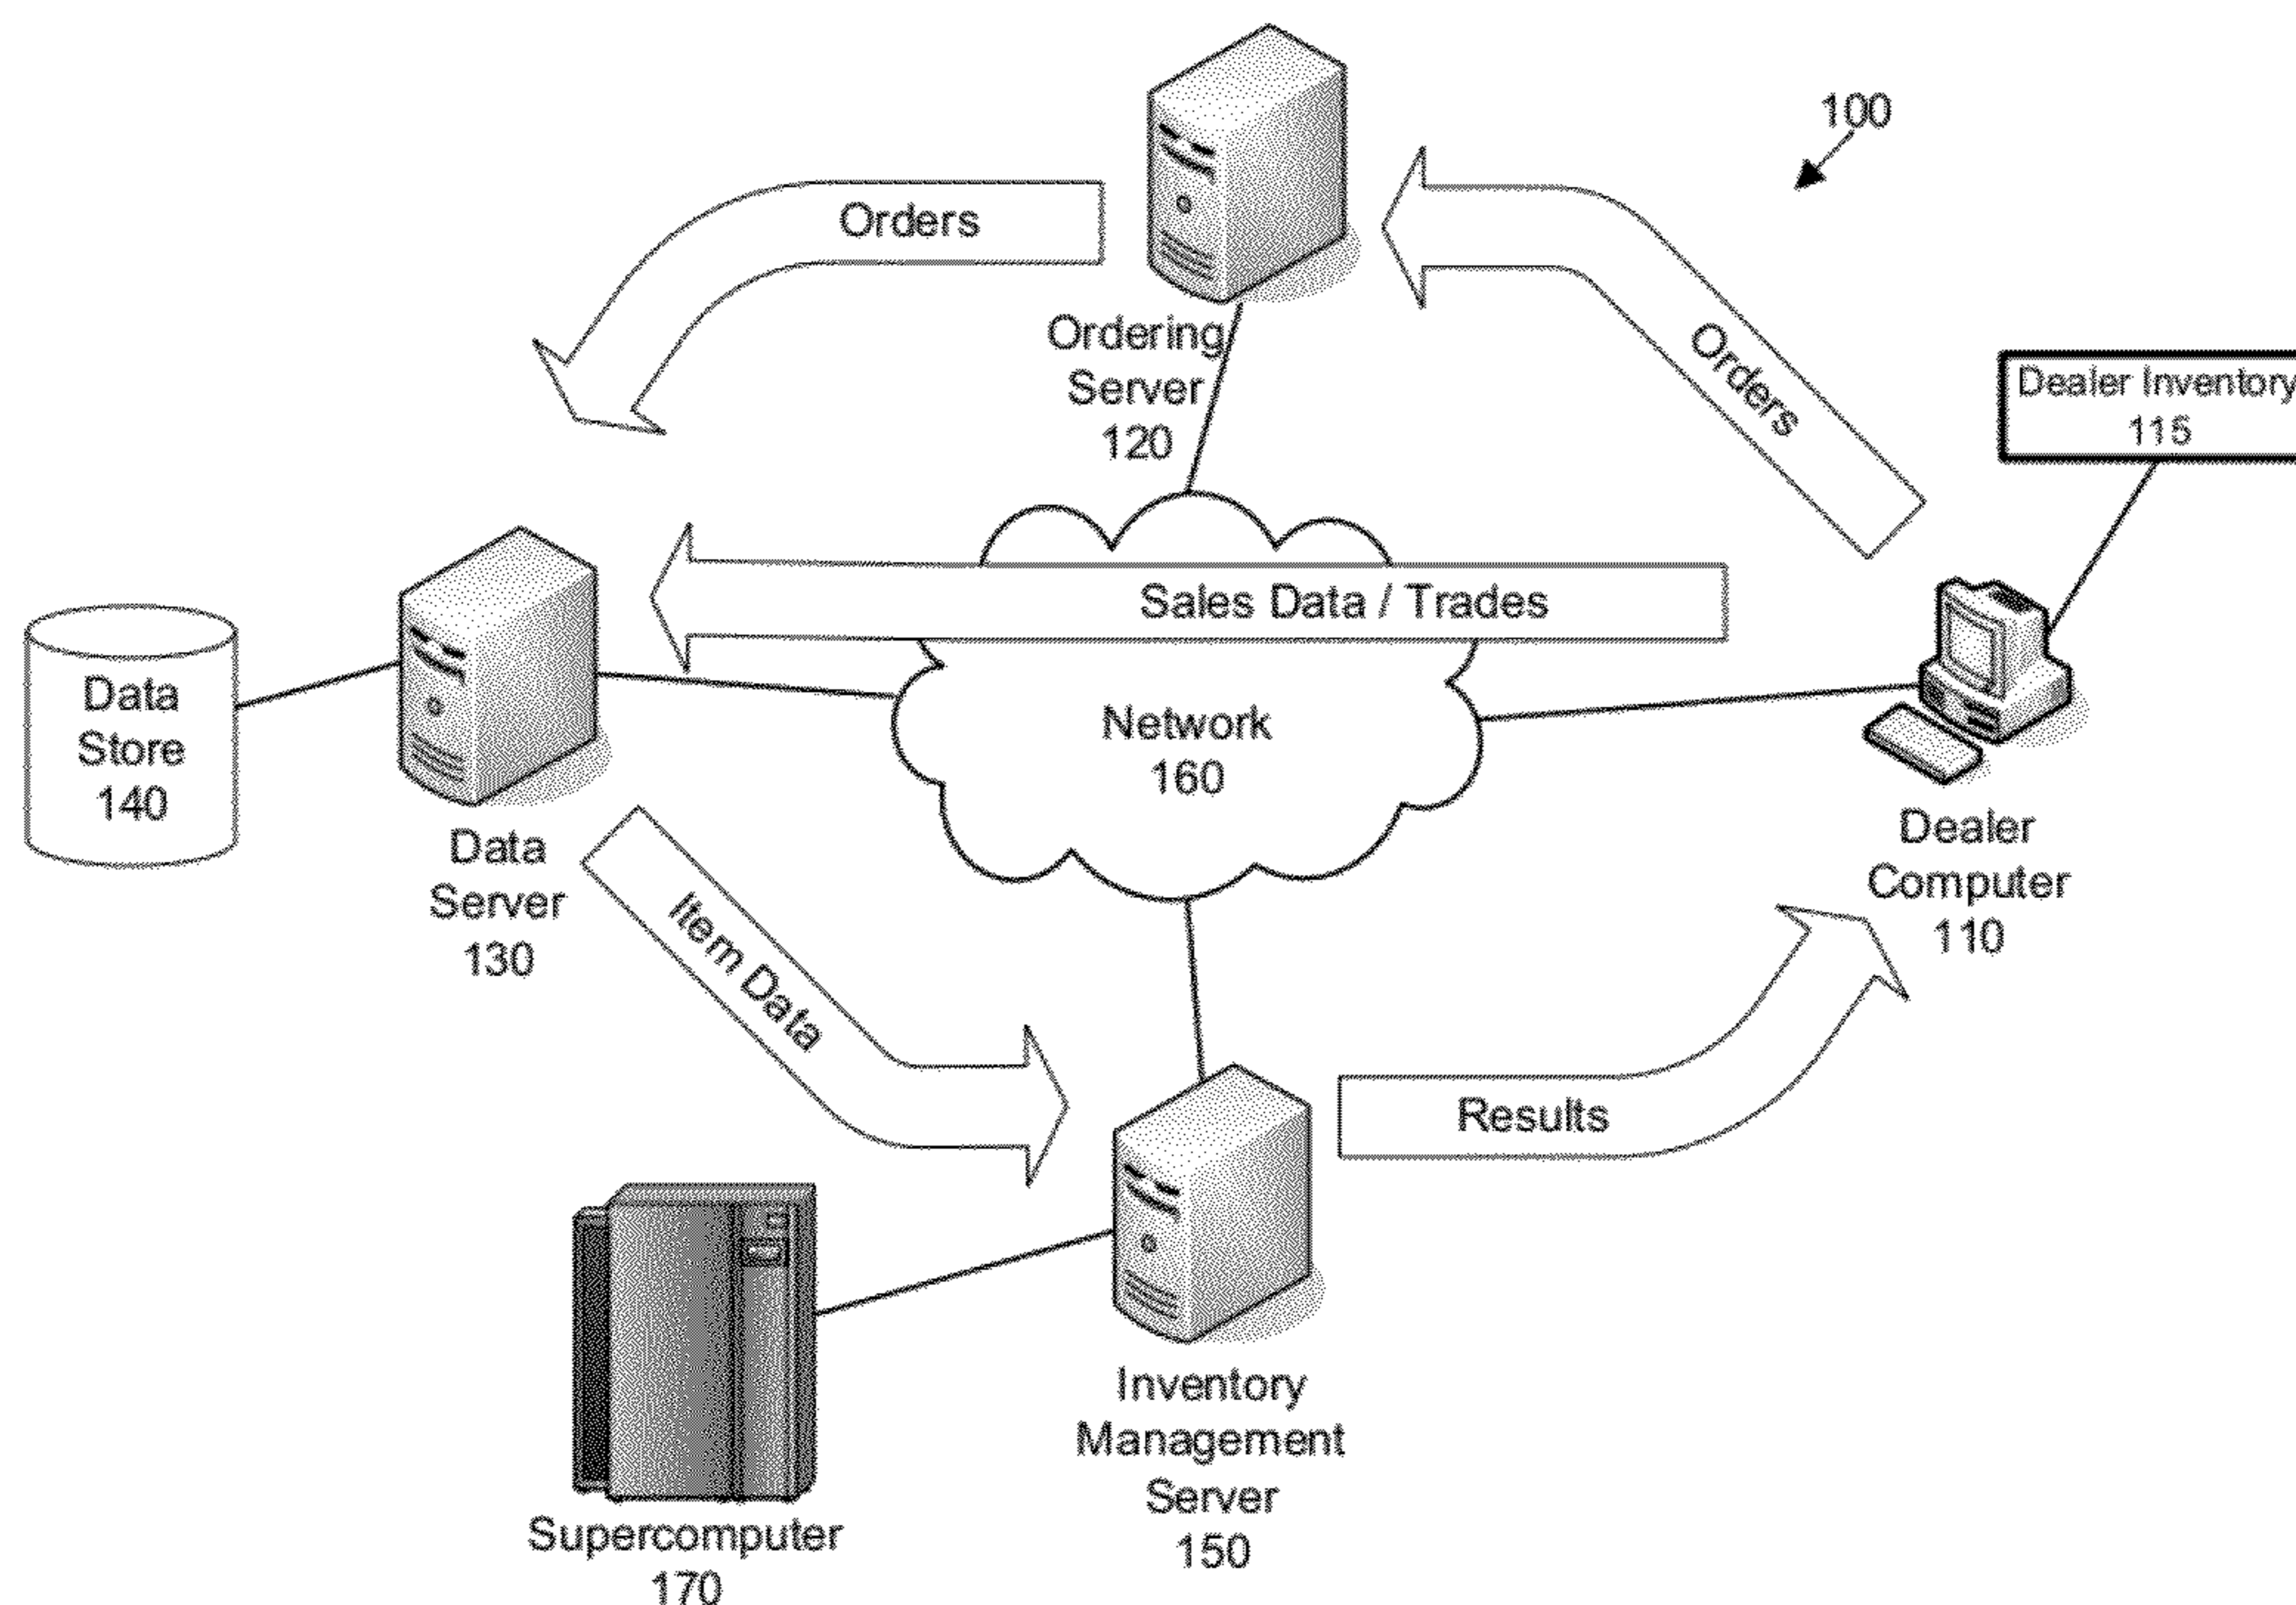 100
Orders
Orders
Ordering
Server
120
Dealer Inventory
115
Sales Data / Trades
Data
Store
140
Network
160
Data
Server
130
Dealer
Computer
110
Item Data
Results
Inventory
Management
Server
150
Supercomputer
170